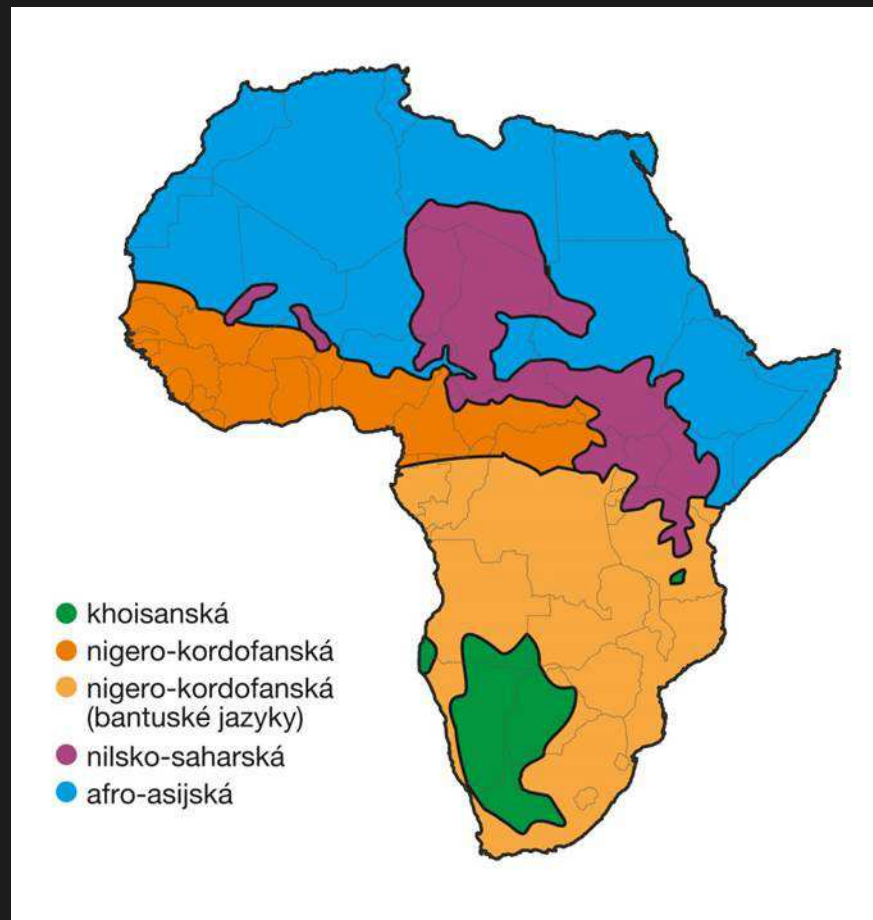 khoisanská
nigero-kordofanská
nigero-kordofanská
(bantuské jazyky)
nilsko-saharská
afro-asijská